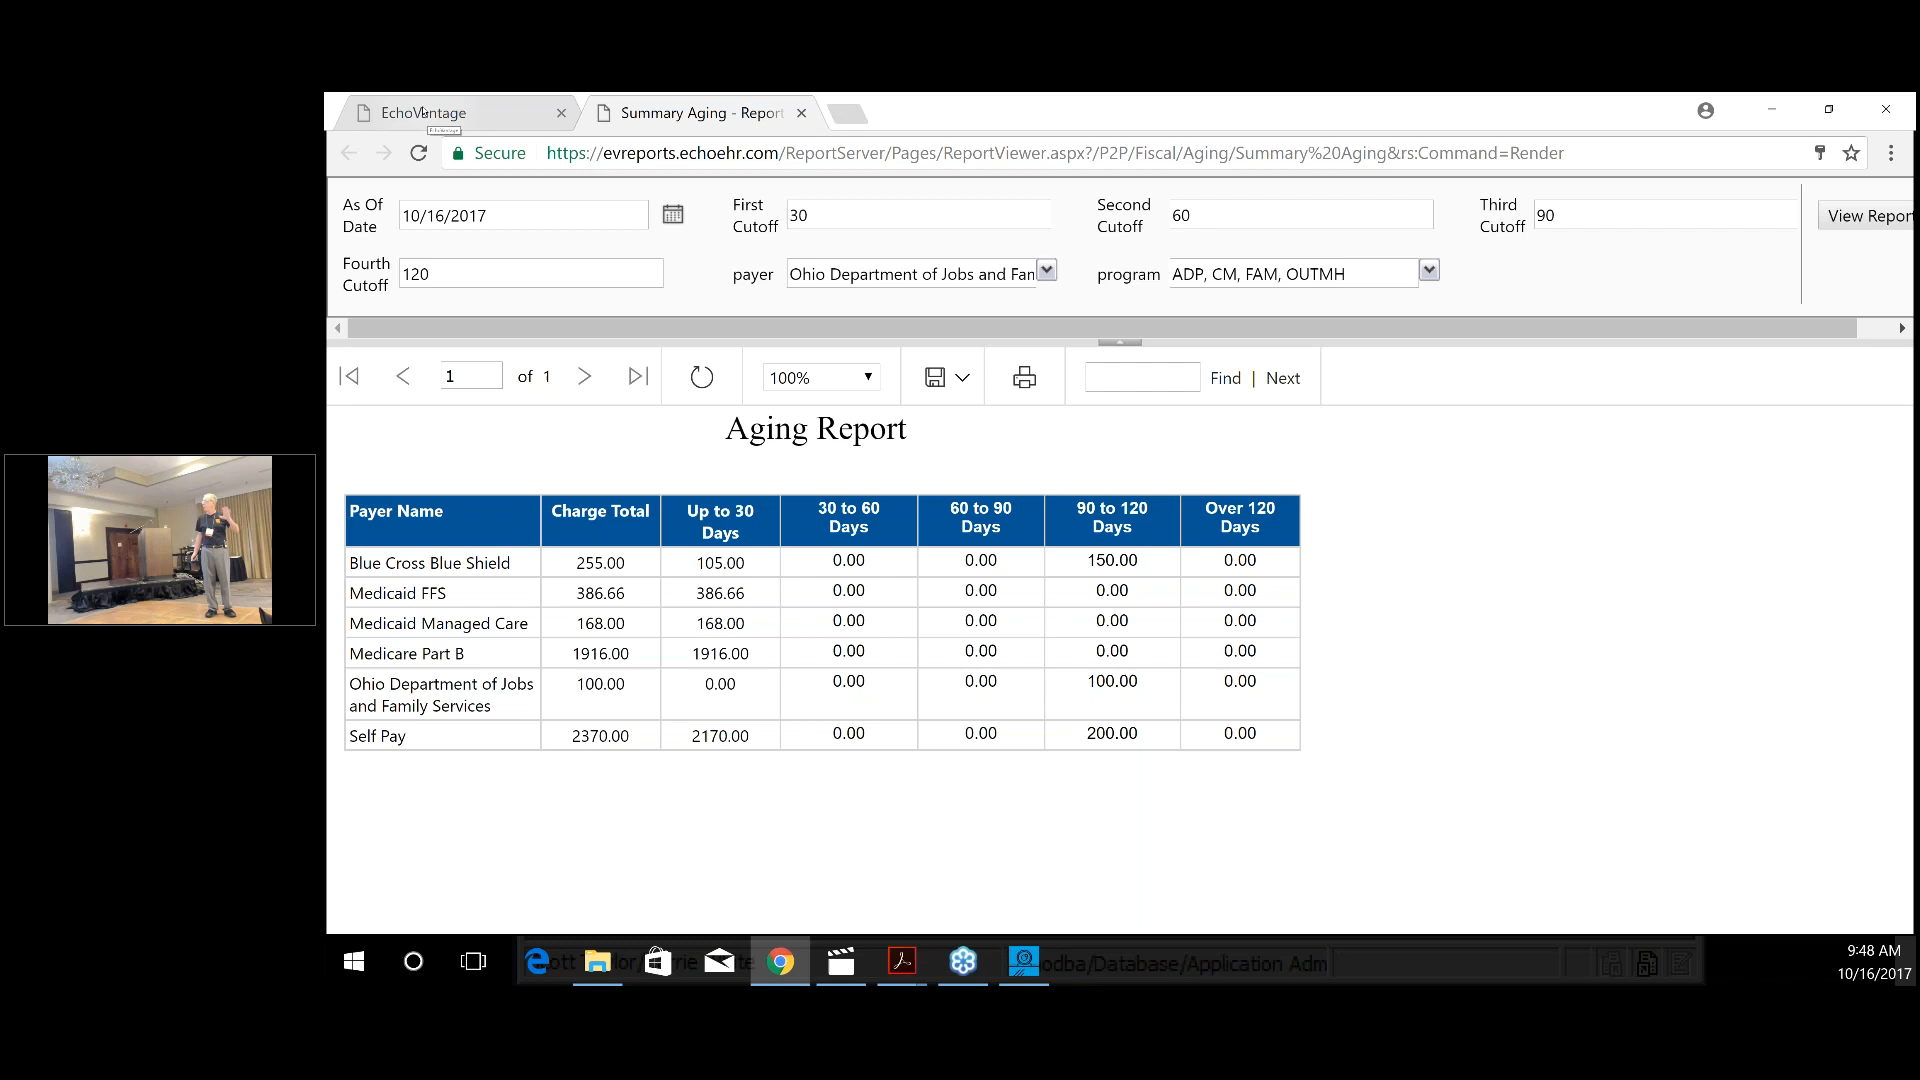 EchoVantage
Summary Aging - Report
EchoVantage
Secure
https://evreports.echoehr.com/ReportServer/Pages/ReportViewer.aspx?/P2P/Fiscal/Aging/Summary%20Aging&rs:Command=Render
As Of Date 10/16/2017 First Cutoff 30 Second Cutoff 60 Third Cutoff 90 View Report
Fourth Cutoff 120 payer Ohio Department of Jobs and Fam program ADP, CM, FAM, OUTMH
1 of 1 100% Find | Next
Aging Report
Payer Name Charge Total Up to 30 Days 30 to 60 Days 60 to 90 Days 90 to 120 Days Over 120 Days
Blue Cross Blue Shield 255.00 105.00 0.00 0.00 150.00 0.00
Medicaid FFS 386.66 386.66 0.00 0.00 0.00 0.00
Medicaid Managed Care 168.00 168.00 0.00 0.00 0.00 0.00
Medicare Part B 1916.00 1916.00 0.00 0.00 0.00 0.00
Ohio Department of Jobs and Family Services 100.00 0.00 0.00 0.00 100.00 0.00
Self Pay 2370.00 2170.00 0.00 0.00 200.00 0.00
odba/Database/Application Adm
9:48 AM
10/16/2017